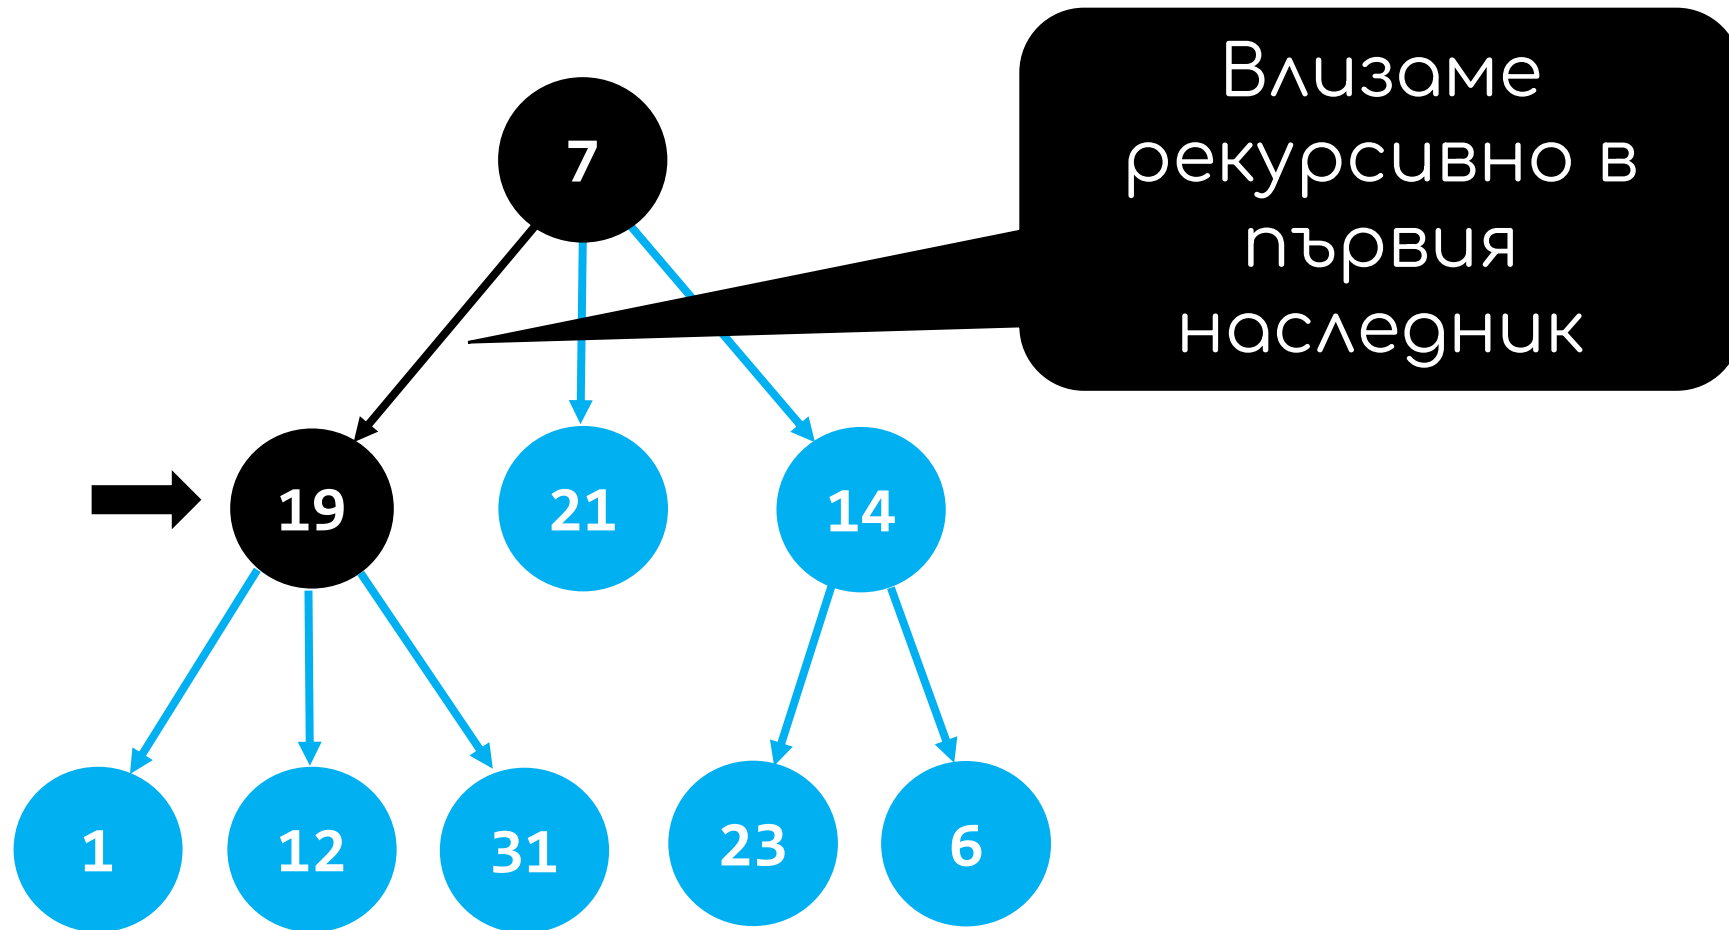 Влизаме
рекурсивно в
първия
наследник
7
19 21 14
1 12 31 23 6